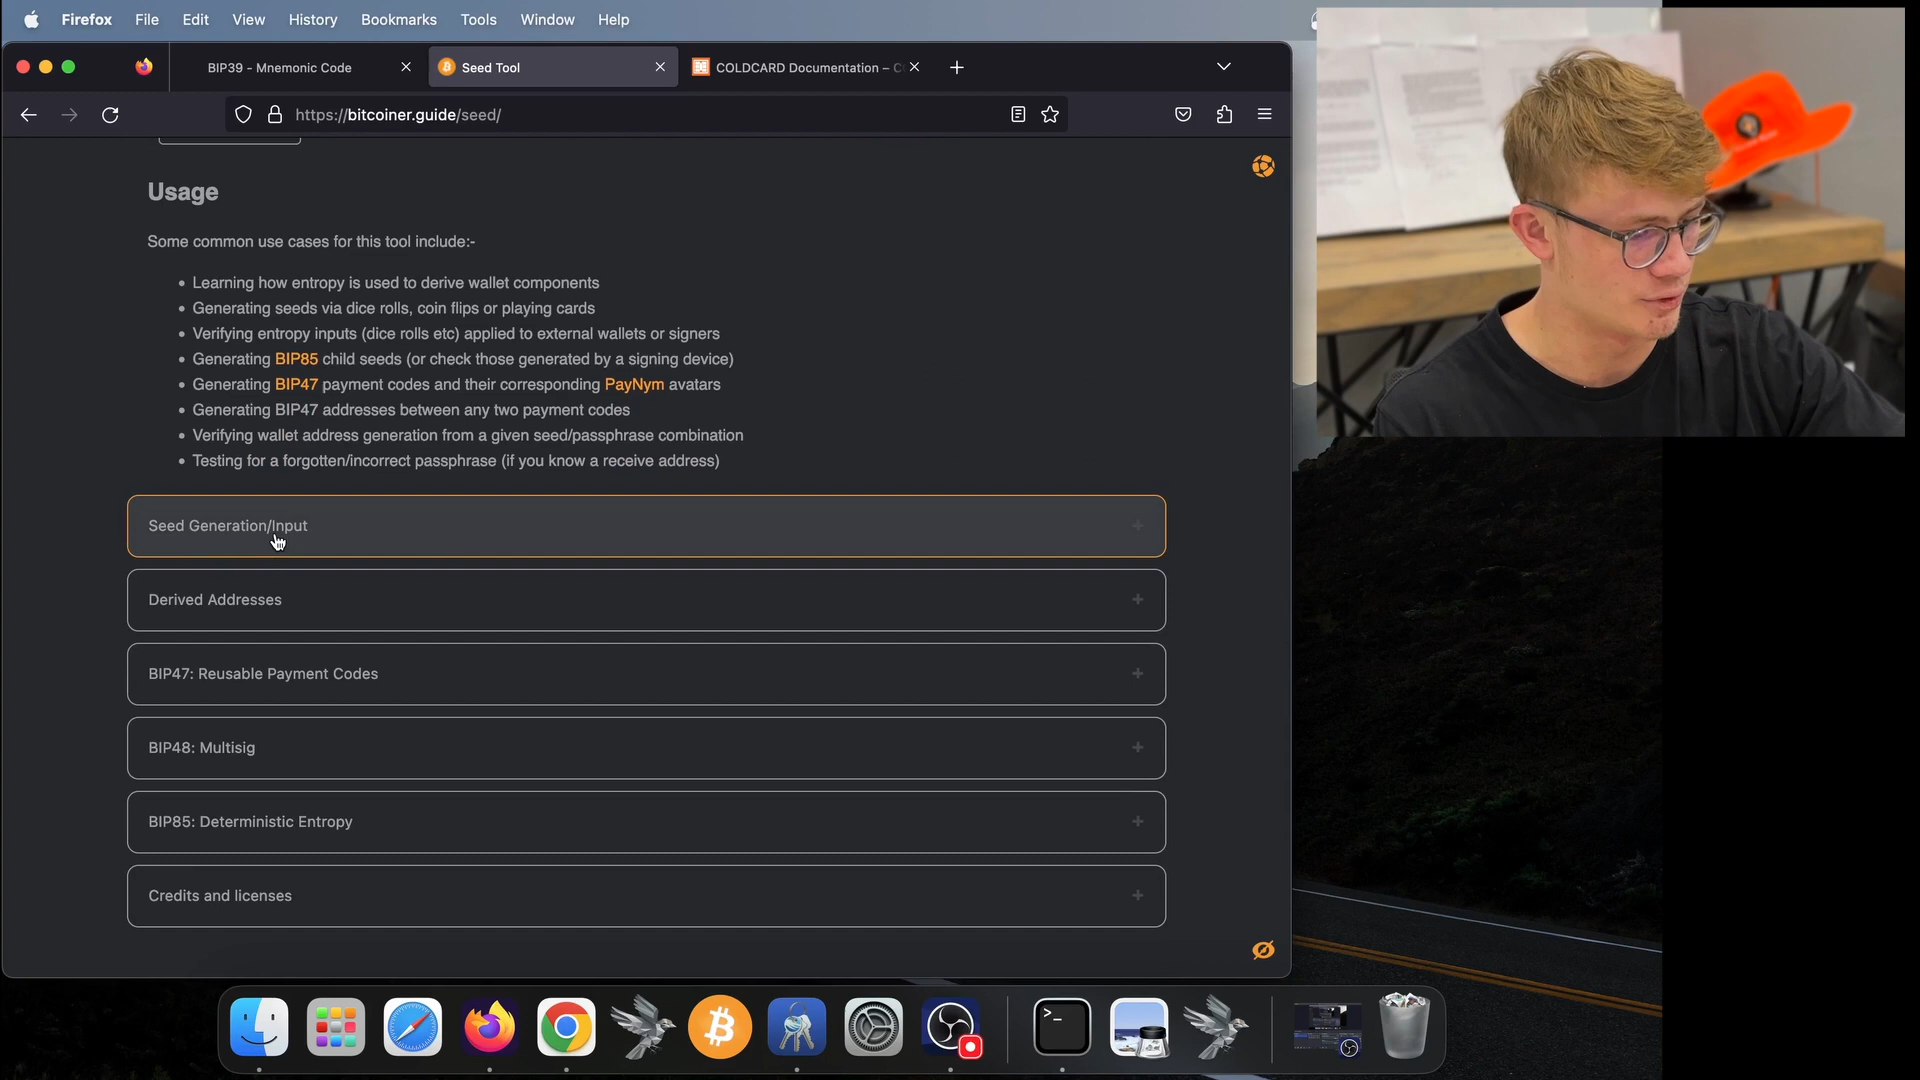 Firefox File Edit View History Bookmarks Tools Window Help
BIP39 - Mnemonic Code
Seed Tool
COLDCARD Documentation –
https://bitcoiner.guide/seed/
Usage
Some common use cases for this tool include:-
• Learning how entropy is used to derive wallet components
• Generating seeds via dice rolls, coin flips or playing cards
• Verifying entropy inputs (dice rolls etc) applied to external wallets or signers
• Generating BIP85 child seeds (or check those generated by a signing device)
• Generating BIP47 payment codes and their corresponding PayNym avatars
• Generating BIP47 addresses between any two payment codes
• Verifying wallet address generation from a given seed/passphrase combination
• Testing for a forgotten/incorrect passphrase (if you know a receive address)
Seed Generation/Input +
Derived Addresses +
BIP47: Reusable Payment Codes +
BIP48: Multisig +
BIP85: Deterministic Entropy +
Credits and licenses +